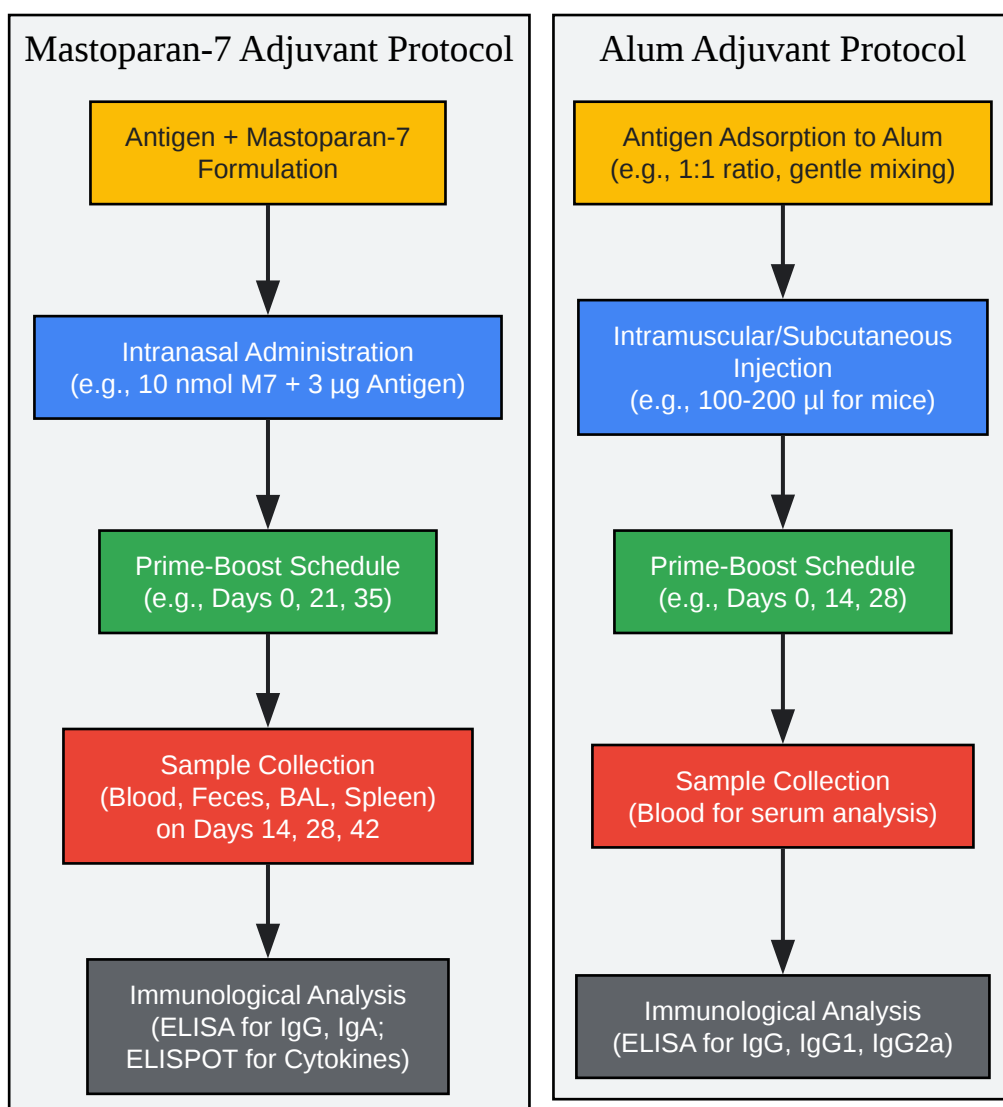 Mastoparan-7 Adjuvant Protocol
Antigen + Mastoparan-7
Formulation
Intranasal Administration
(e.g., 10 nmol M7 + 3 µg Antigen)
Prime-Boost Schedule
(e.g., Days 0, 21, 35)
Sample Collection
(Blood, Feces, BAL, Spleen)
on Days 14, 28, 42
Immunological Analysis
(ELISA for IgG, IgA;
ELISPOT for Cytokines)
Alum Adjuvant Protocol
Antigen Adsorption to Alum
(e.g., 1:1 ratio, gentle mixing)
Intramuscular/Subcutaneous
Injection
(e.g., 100-200 µl for mice)
Prime-Boost Schedule
(e.g., Days 0, 14, 28)
Sample Collection
(Blood for serum analysis)
Immunological Analysis
(ELISA for IgG, IgG1, IgG2a)